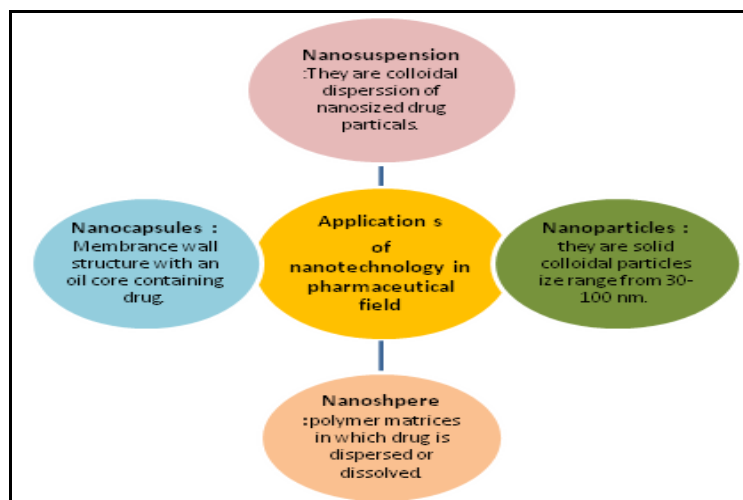 Nanosuspension
:They are colloidal
disperssion of
nanosized drug
particals.
Nanocapsules :
Membrance wall
structure with an
oil core containing
drug.
Application s
of
nanotechnology in
pharmaceutical
field
Nanoparticles :
they are solid
colloidal particles
ize range from 30-
100 nm.
Nanoshpere
:polymer matrices
in which drug is
dispersed or
dissolved.